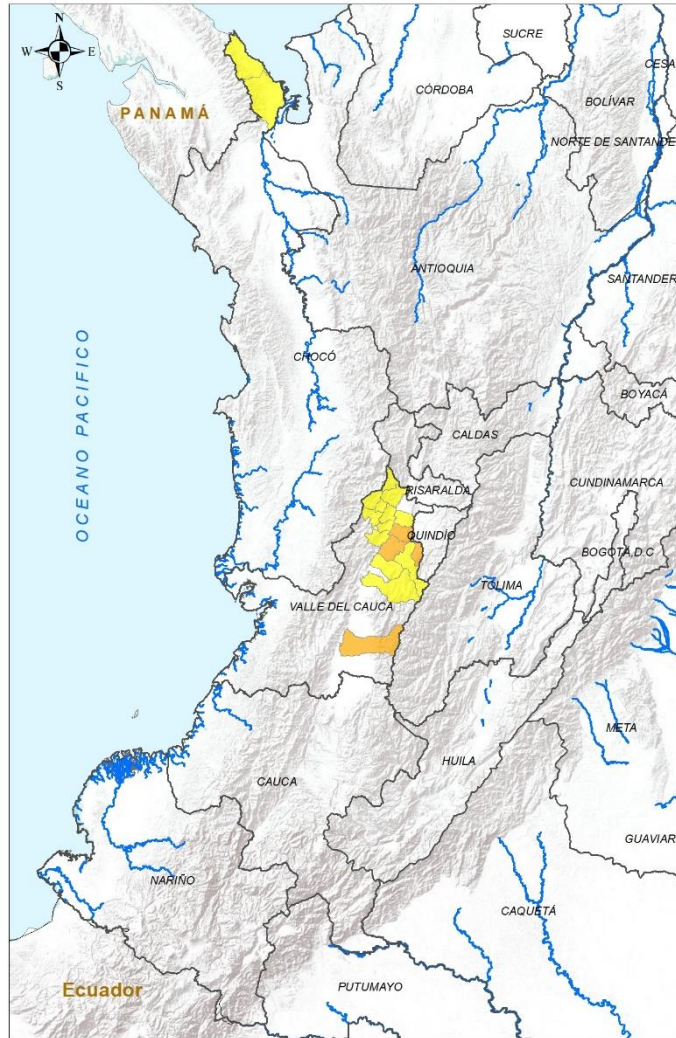 N
W E
S
SUCRE
CESA
CÓRDOBA
BOLÍVAR
PANAMÁ
NORTE DE SANTANDE
ANTIOQUIA
SANTANDER
OCEANO PACIFICO
CHOCÓ
BOYACÁ
CALDAS
CUNDINAMARCA
RISARALDA
QUINDÍO
BOGOTÁ,D.C
TOLIMA
VALLE DEL CAUCA
META
HUILA
CAUCA
GUAVIAR
NARIÑO
CAQUETÁ
Ecuador
PUTUMAYO